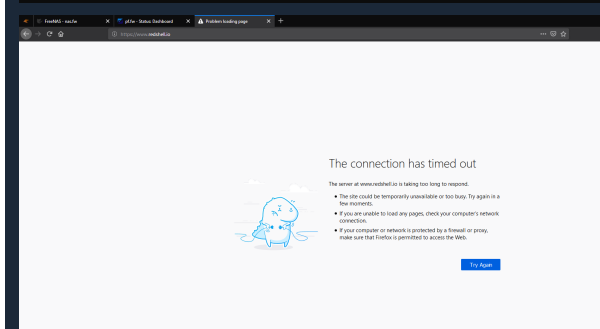 FreeNAS - nas.fw
pf.fw - Status: Dashboard
Problem loading page
https://www.redshell.io
The connection has timed out
The server at www.redshell.io is taking too long to respond.
The site could be temporarily unavailable or too busy. Try again in a
few moments.
If you are unable to load any pages, check your computer's network
connection.
If your computer or network is protected by a firewall or proxy,
make sure that Firefox is permitted to access the Web.
Try Again